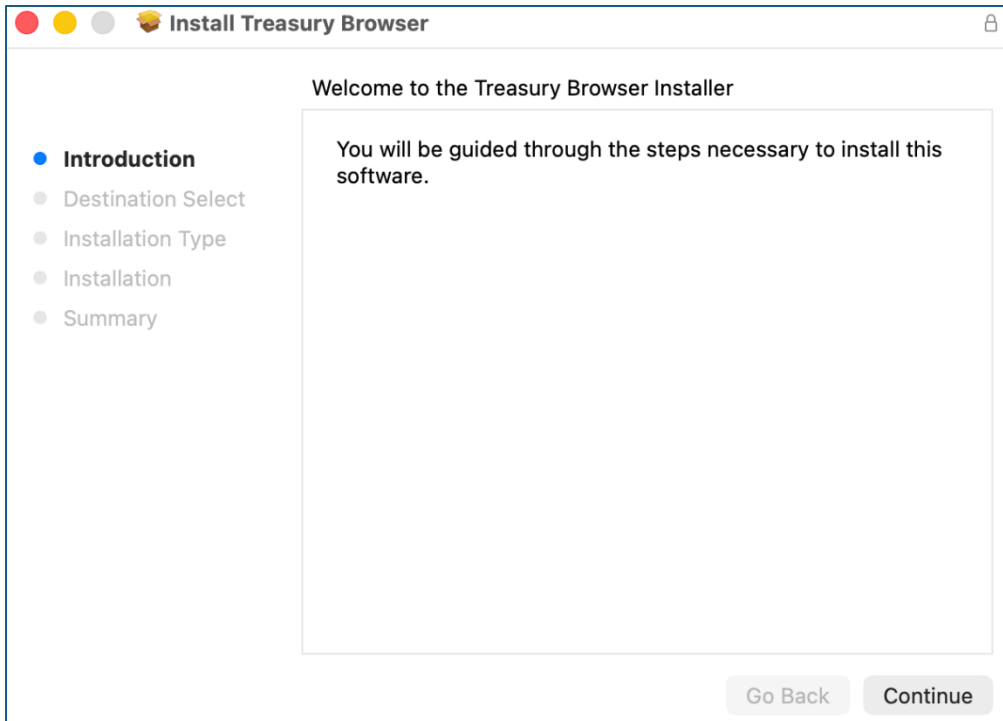 Install Treasury Browser
Welcome to the Treasury Browser Installer
Introduction
Destination Select
Installation Type
Installation
Summary
You will be guided through the steps necessary to install this
software.
Go Back
Continue